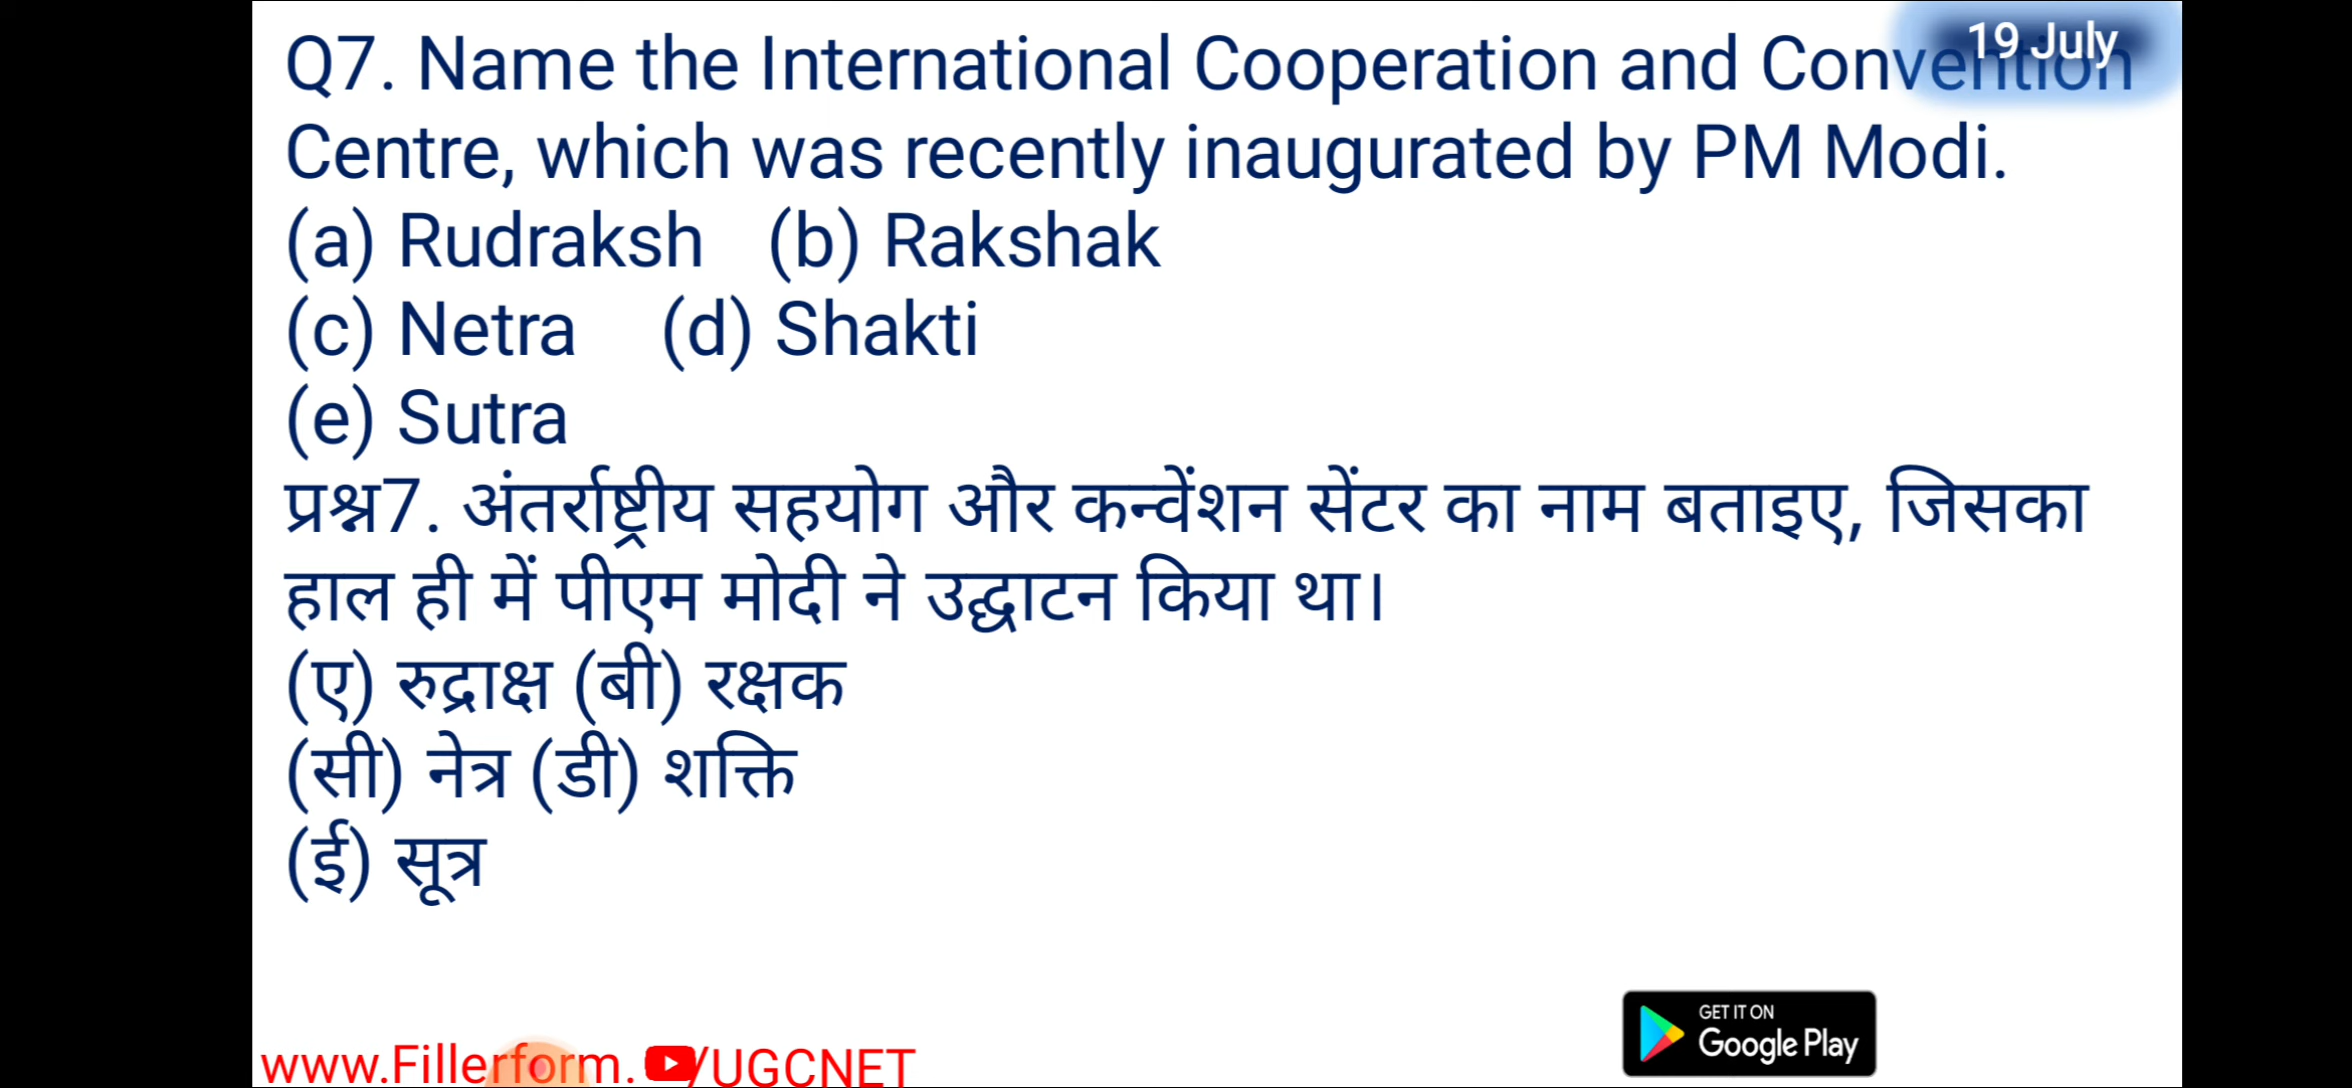 19 July
Q7. Name the International Cooperation and Convention
Centre, which was recently inaugurated by PM Modi.
(a) Rudraksh (b) Rakshak
(c) Netra (d) Shakti
(e) Sutra
प्रश्न7. अंतर्राष्ट्रीय सहयोग और कन्वेंशन सेंटर का नाम बताइए, जिसका
हाल ही में पीएम मोदी ने उद्घाटन किया था।
(ए) रुद्राक्ष (बी) रक्षक
(सी) नेत्र (डी) शक्ति
(ई) सूत्र
GET IT ON
Google Play
www.Fillerform. /UGCNET